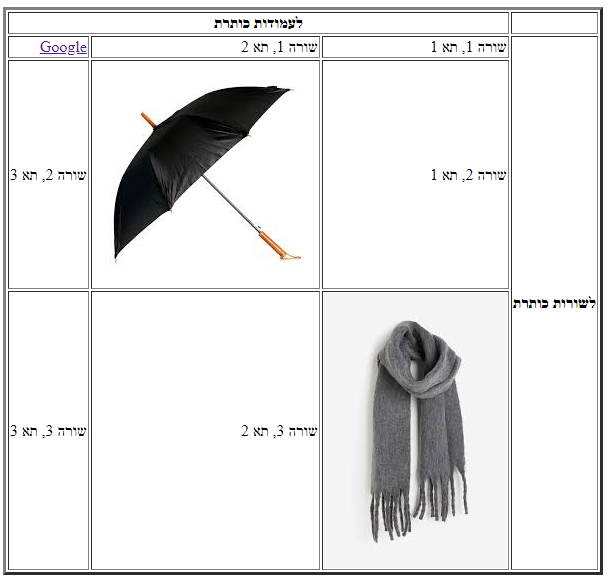 לעמודות כותרת
שורה 1, תא 1
שורה 1, תא 2
Google
לשורות כותרת
שורה 2, תא 1
שורה 2, תא 3
שורה 3, תא 2
שורה 3, תא 3